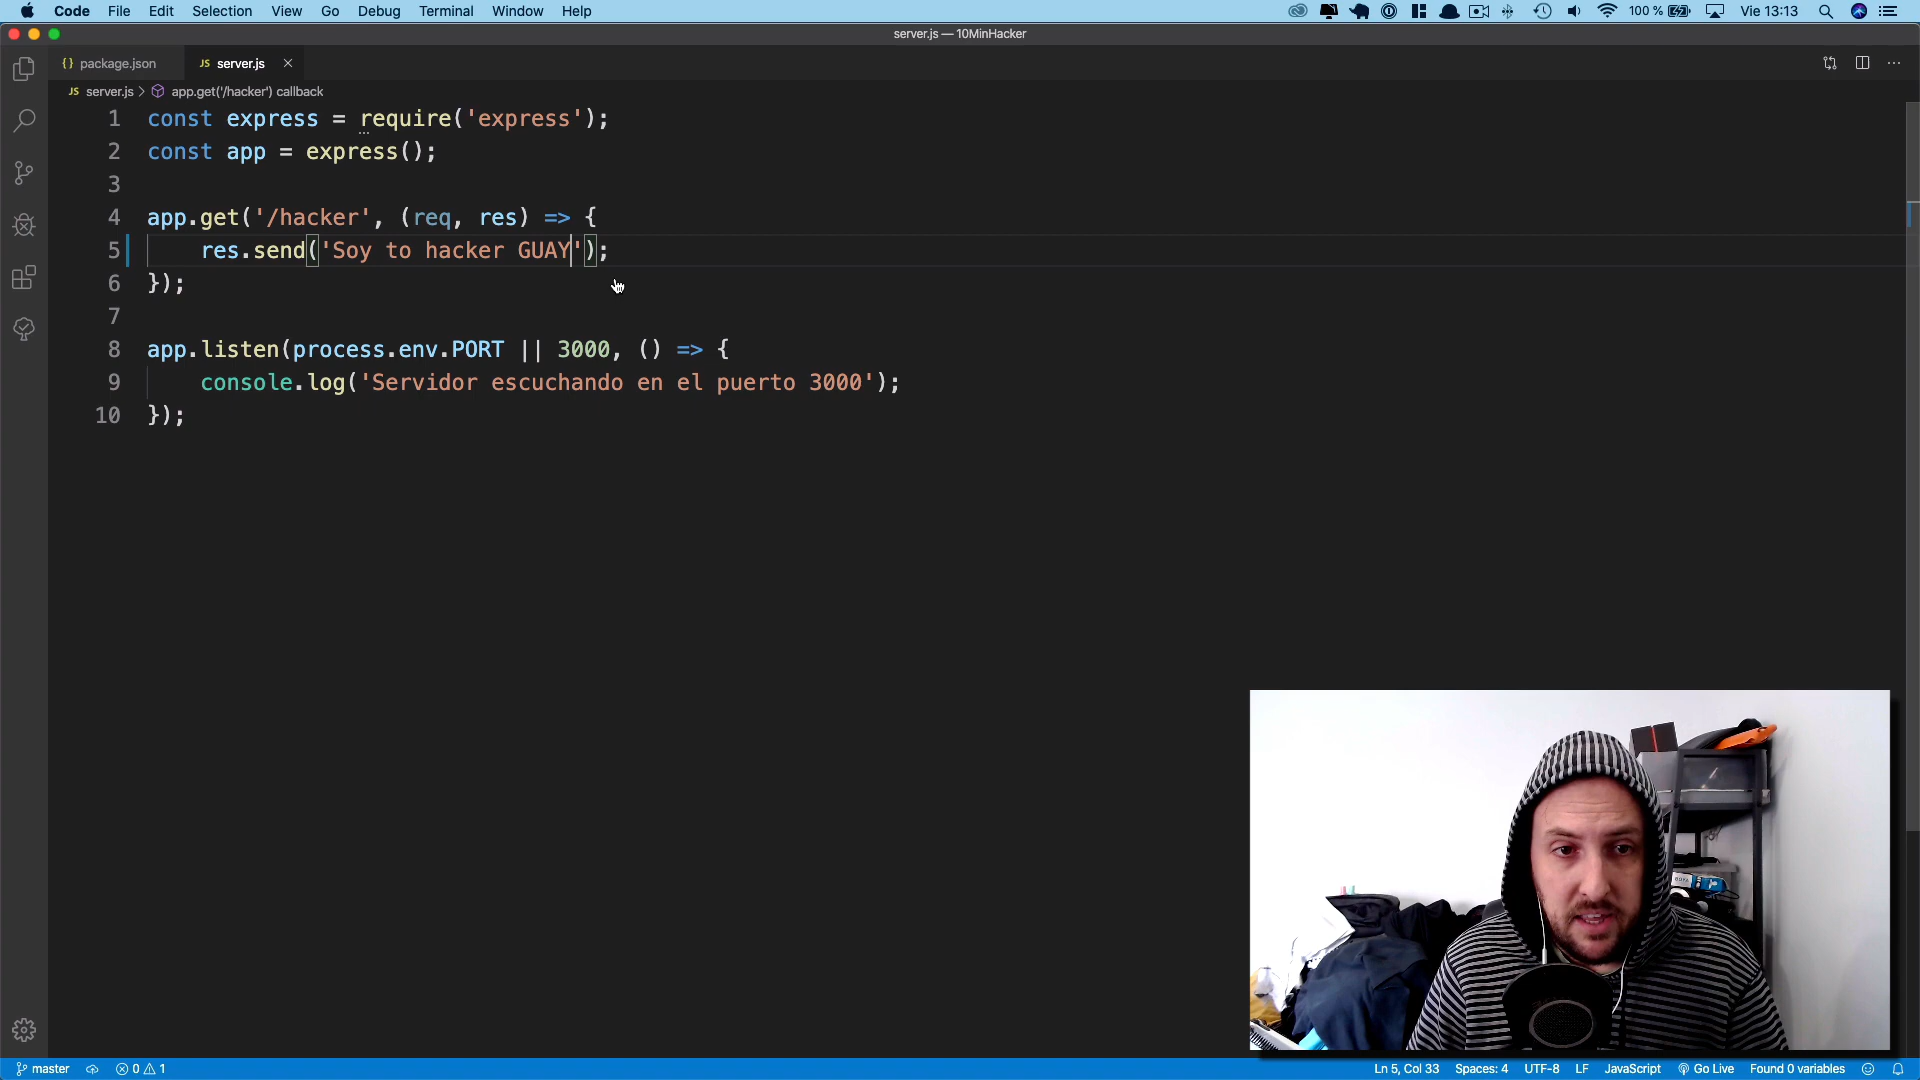 Code File Edit Selection View Go Debug Terminal Window Help 100 % Vie 13:13
server.js — 10MinHacker
{} package.json JS server.js
JS server.js > app.get('/hacker') callback
1 const express = require('express');
2 const app = express();
3
4 app.get('/hacker', (req, res) => {
5 res.send('Soy to hacker GUAY');
6 });
7
8 app.listen(process.env.PORT || 3000, () => {
9 console.log('Servidor escuchando en el puerto 3000');
10 });
master 0 1 Ln 5, Col 33 Spaces: 4 UTF-8 LF JavaScript Go Live Found 0 variables